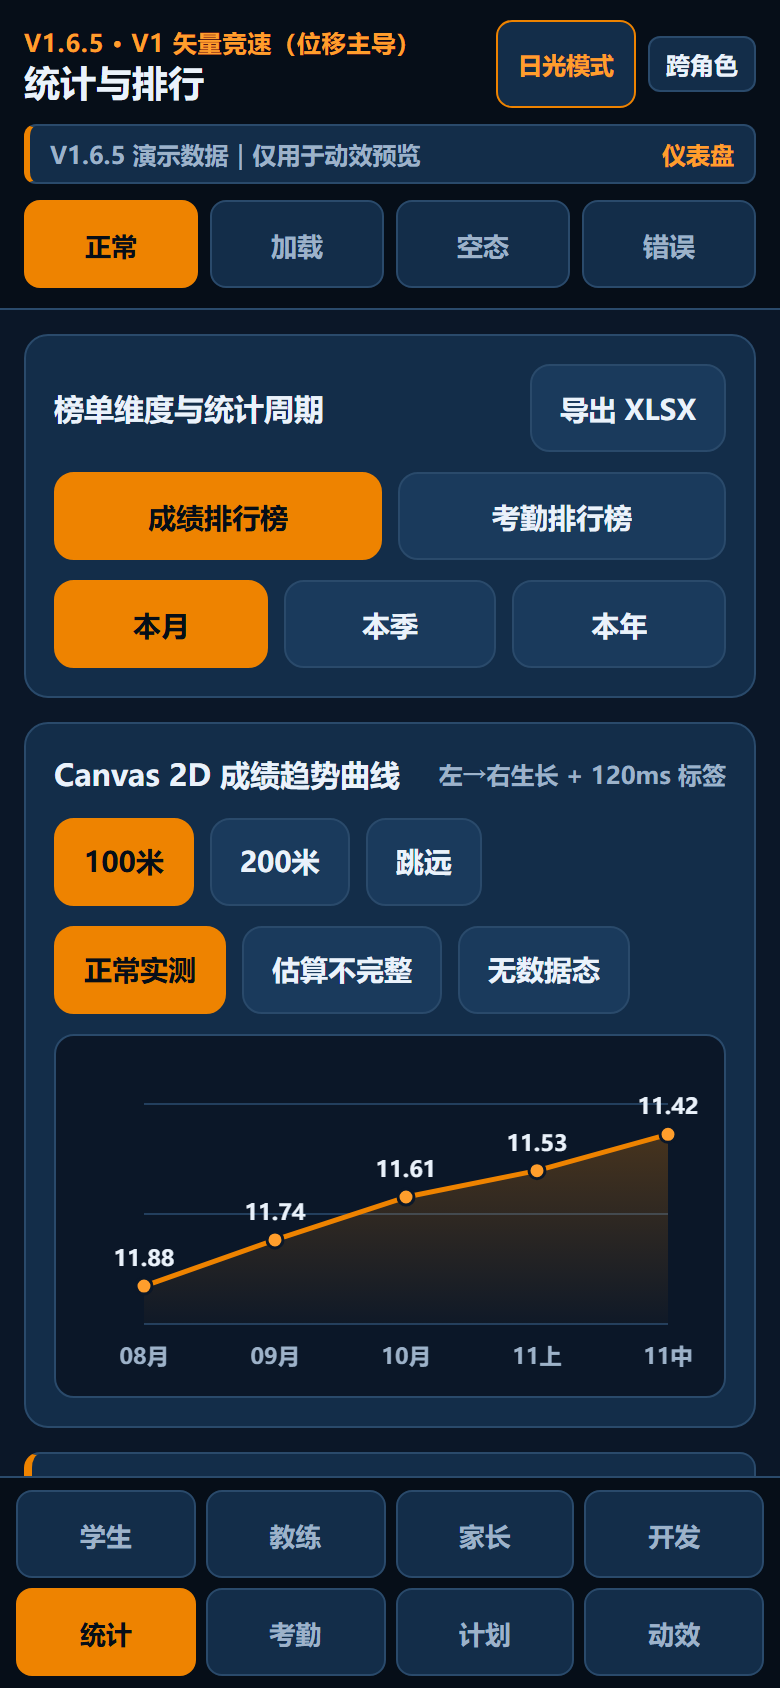 V1.6.5 • V1 矢量竞速（位移主导）
统计与排行
日光模式
跨角色
V1.6.5 演示数据 | 仅用于动效预览
仪表盘
正常
加载
空态
错误
榜单维度与统计周期
导出 XLSX
成绩排行榜
考勤排行榜
本月
本季
本年
Canvas 2D 成绩趋势曲线
左→右生长 + 120ms 标签
100米
200米
跳远
正常实测
估算不完整
无数据态
11.42
11.53
11.61
11.74
11.88
08月
09月
10月
11上
11中
学生
教练
家长
开发
统计
考勤
计划
动效